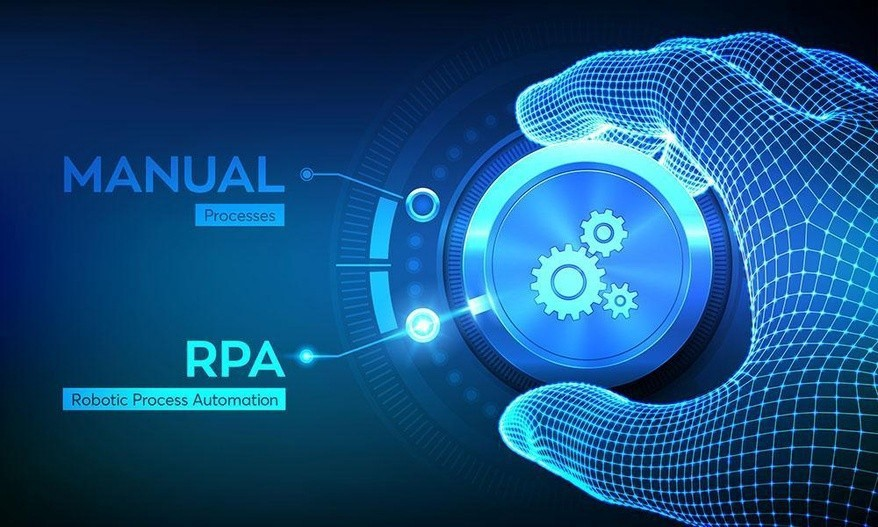 MANUAL
Processes
RPA
Robotic Process Automation